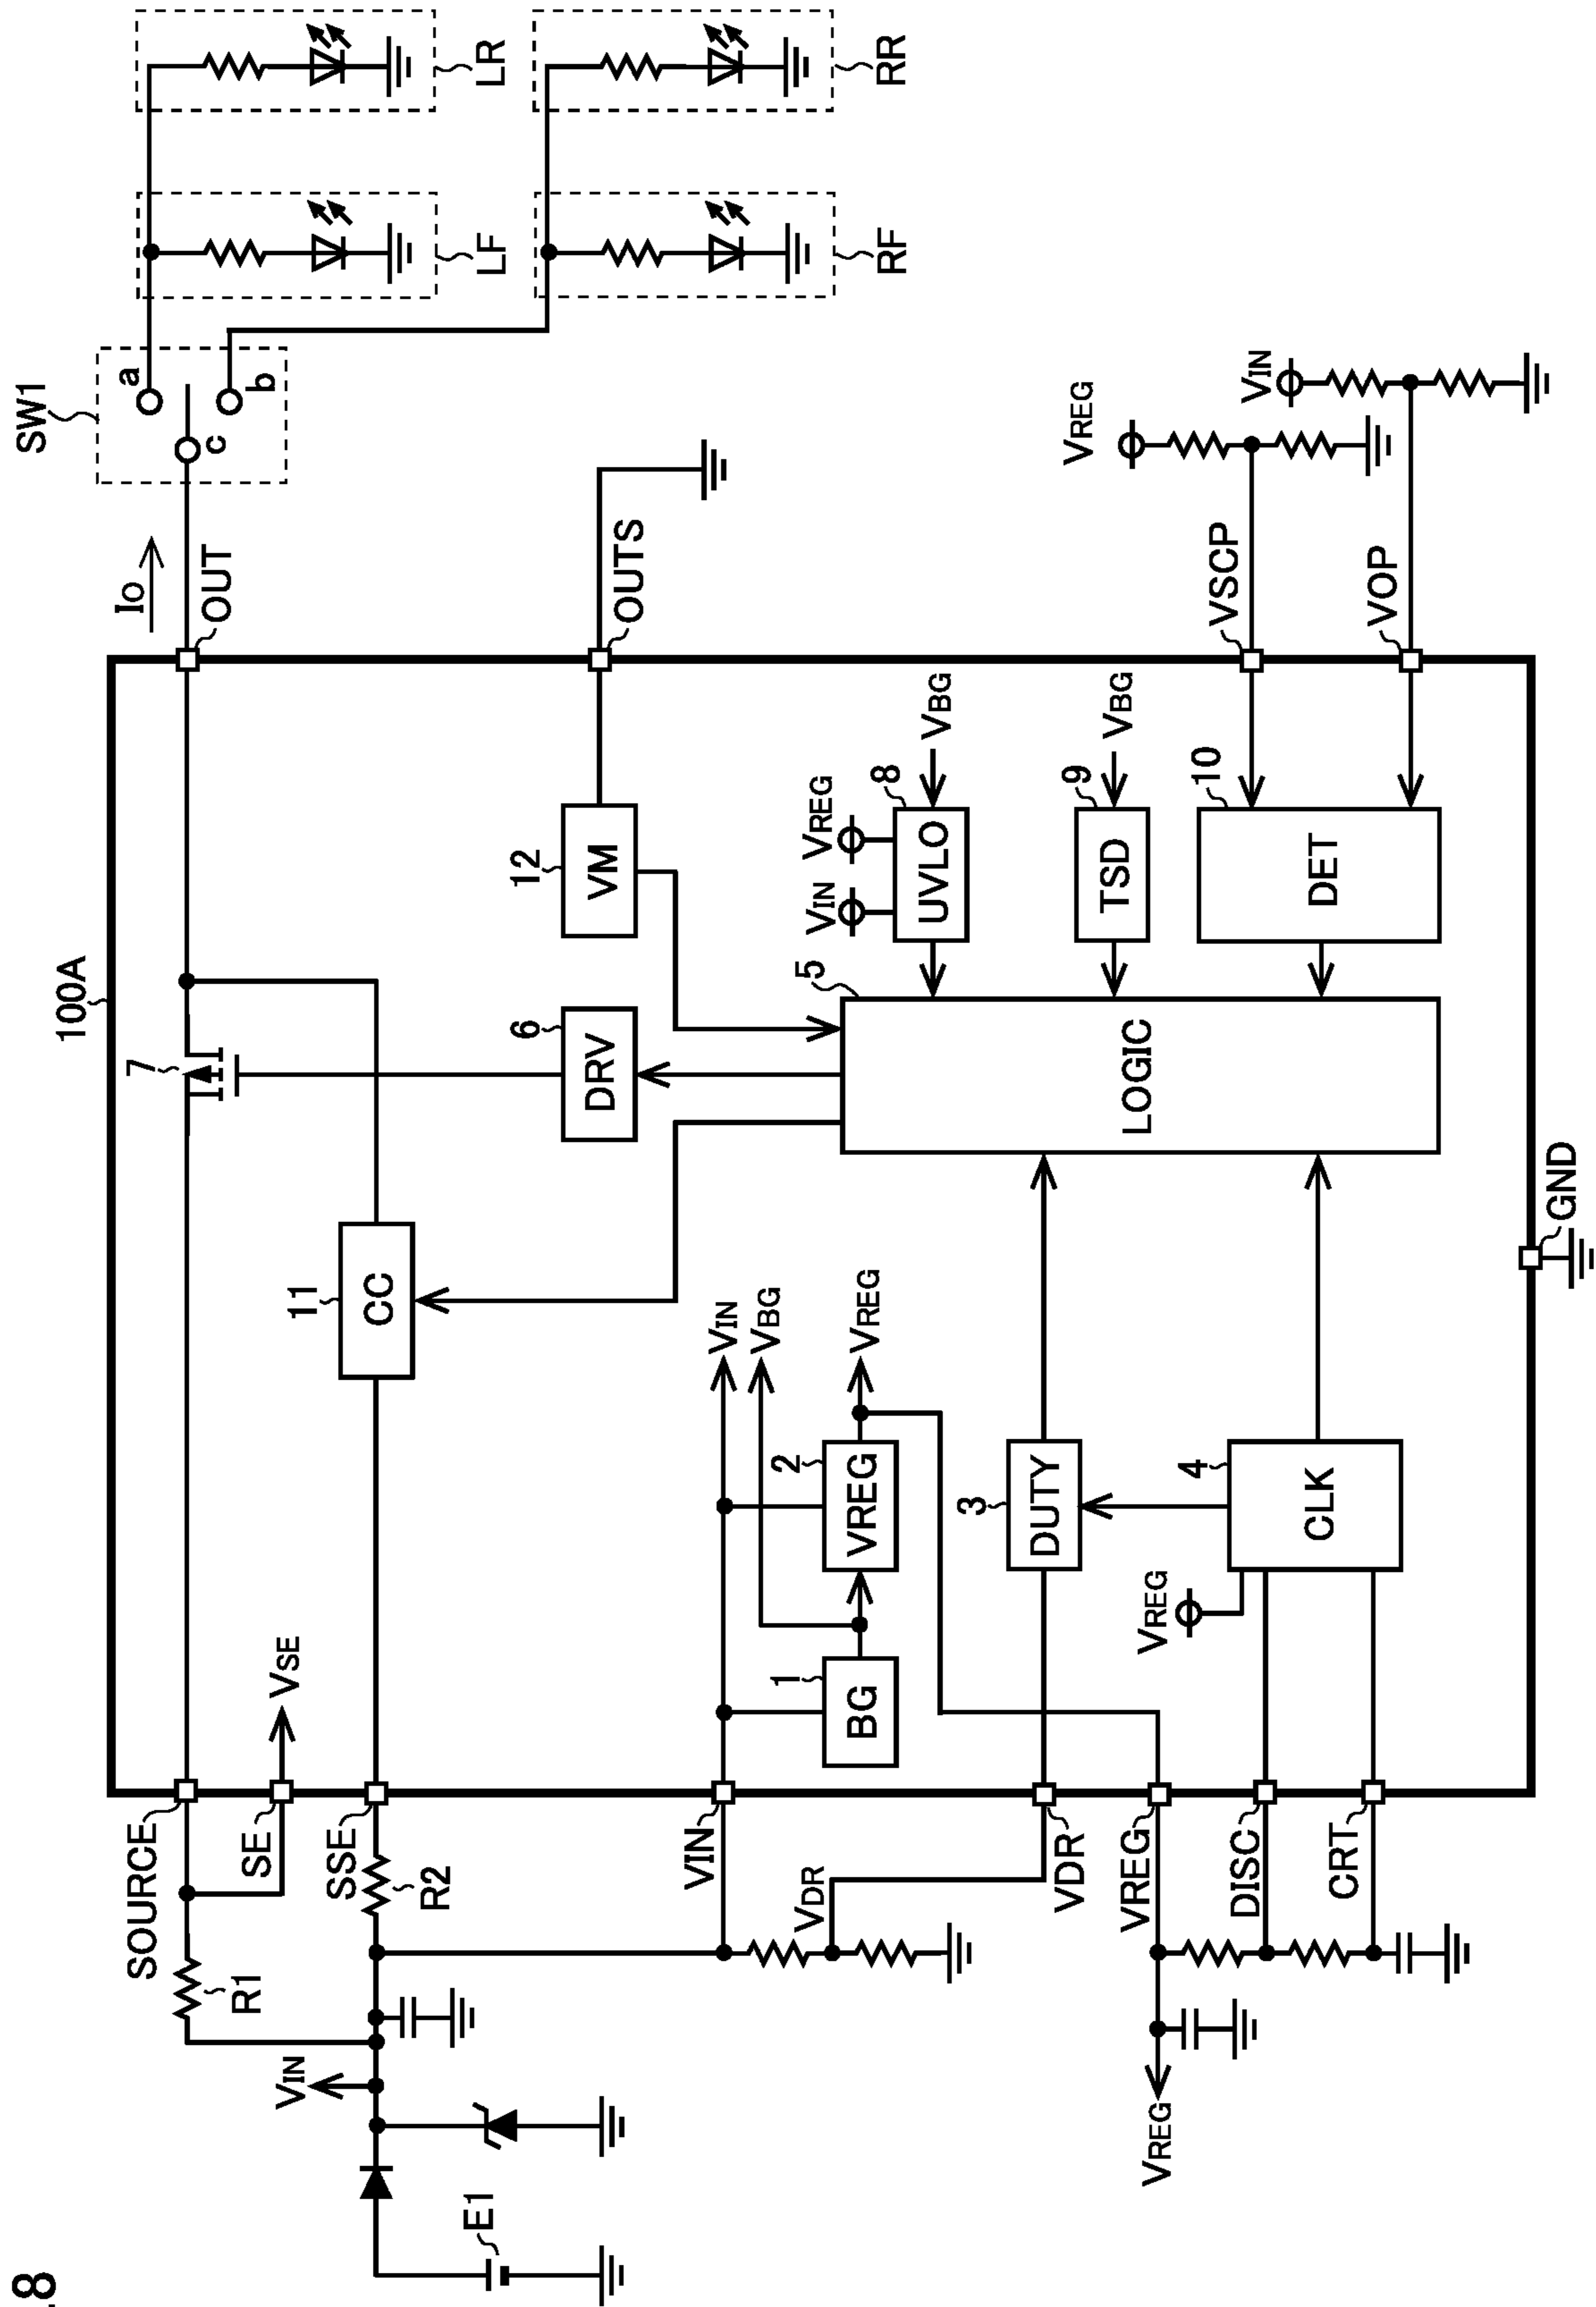 .8
100A
SW1
a
b
c
LF
LR
RF
RR
IO
OUT
OUTS
VSCP
VOP
VREG
VIN
7
11
CC
6
DRV
12
VM
5
LOGIC
8
UVLO
VREG
VIN
VBG
9
TSD
VBG
10
DET
SOURCE
SE
VSE
SSE
R1
R2
VIN
E1
VIN
VIN
VBG
VREG
1
BG
2
VREG
3
DUTY
4
CLK
VREG
VDR
VDR
VREG
VREG
DISC
CRT
GND